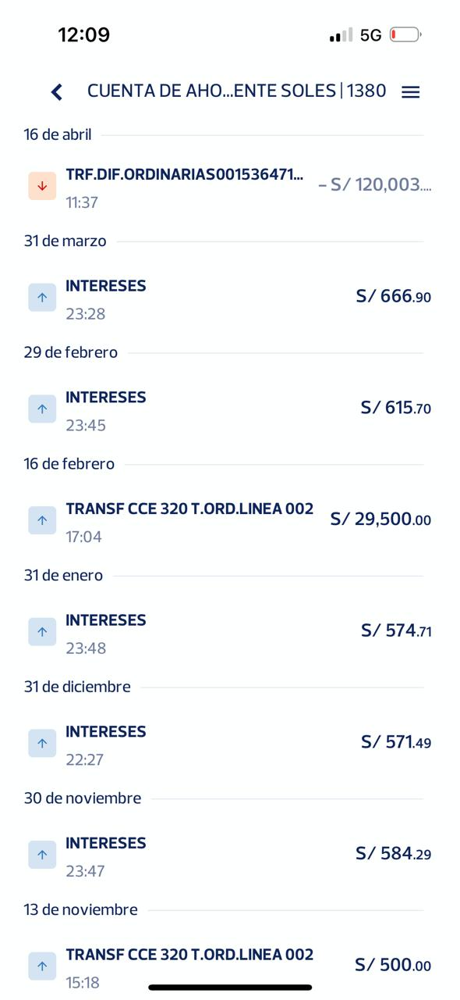 12:09
5G
CUENTA DE AHO...ENTE SOLES | 1380
16 de abril
TRF.DIF.ORDINARIAS001536471... – S/ 120,003....
11:37
31 de marzo
INTERESES S/ 666.90
23:28
29 de febrero
INTERESES S/ 615.70
23:45
16 de febrero
TRANSF CCE 320 T.ORD.LINEA 002 S/ 29,500.00
17:04
31 de enero
INTERESES S/ 574.71
23:48
31 de diciembre
INTERESES S/ 571.49
22:27
30 de noviembre
INTERESES S/ 584.29
23:47
13 de noviembre
TRANSF CCE 320 T.ORD.LINEA 002 S/ 500.00
15:18